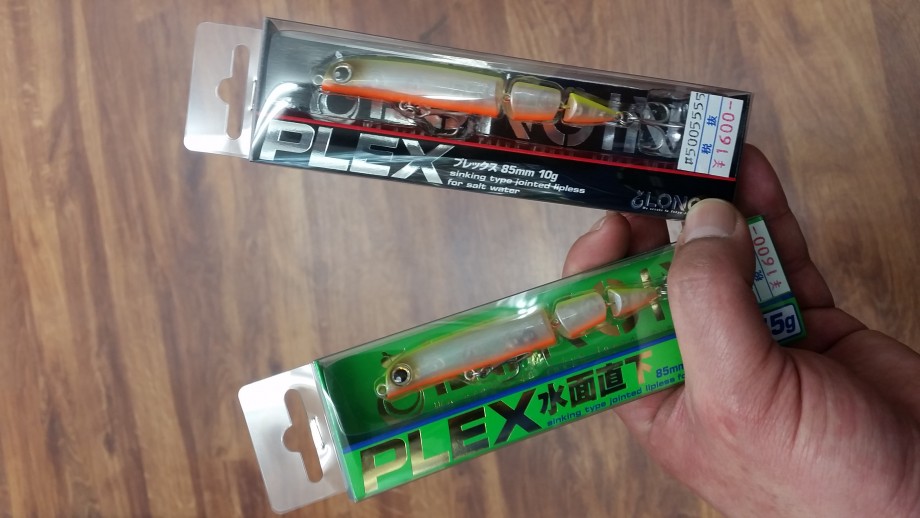 PLEX
プレックス 85mm 10g
sinking type jointed lipless
for salt water
LONG
#5005555
税抜
¥1600-
PLEX 水面直下
85mm
sinking type jointed lipless for
税
¥1600-
5g